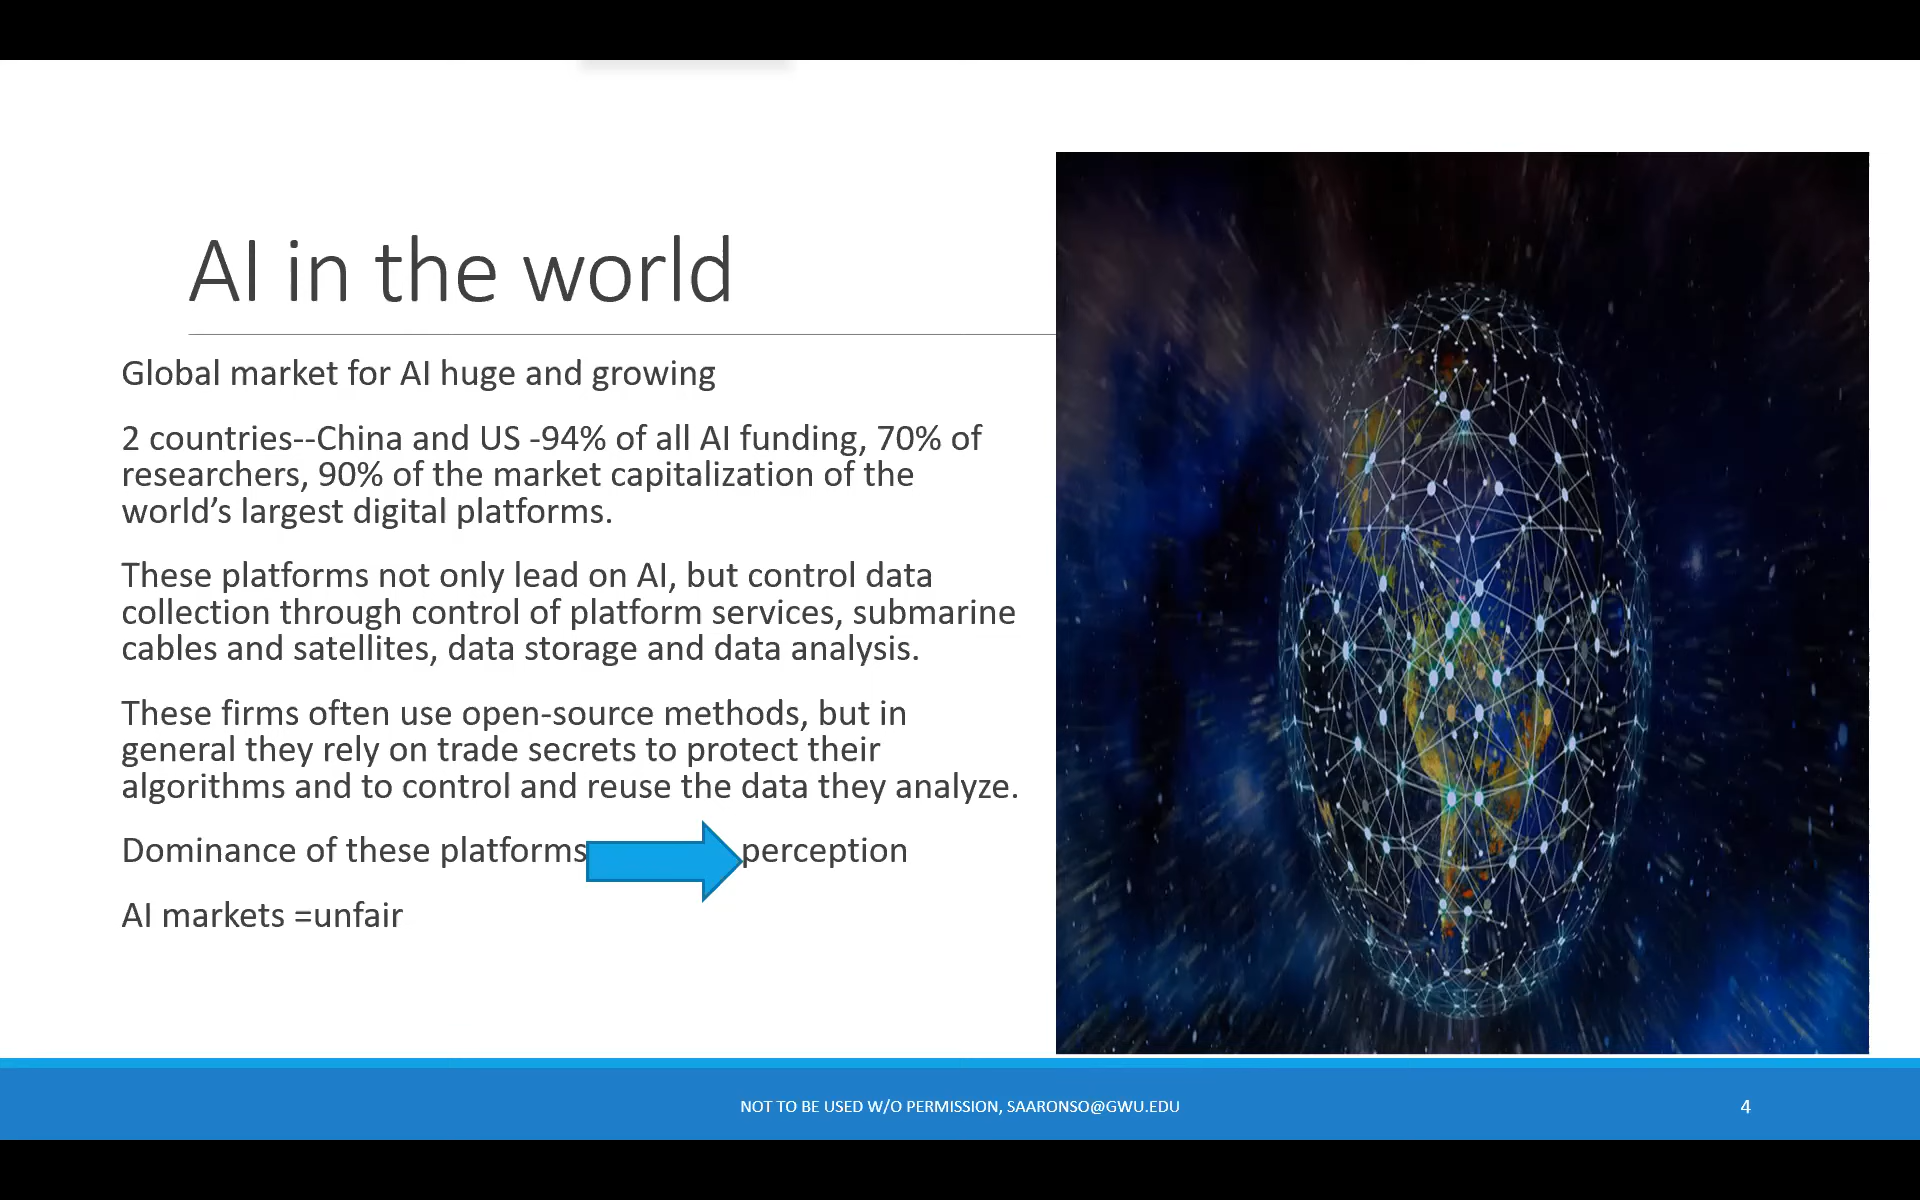 AI in the world
Global market for AI huge and growing
2 countries--China and US -94% of all AI funding, 70% of
researchers, 90% of the market capitalization of the
world’s largest digital platforms.
These platforms not only lead on AI, but control data
collection through control of platform services, submarine
cables and satellites, data storage and data analysis.
These firms often use open-source methods, but in
general they rely on trade secrets to protect their
algorithms and to control and reuse the data they analyze.
Dominance of these platforms perception
AI markets =unfair
NOT TO BE USED W/O PERMISSION, SAARONSO@GWU.EDU
4